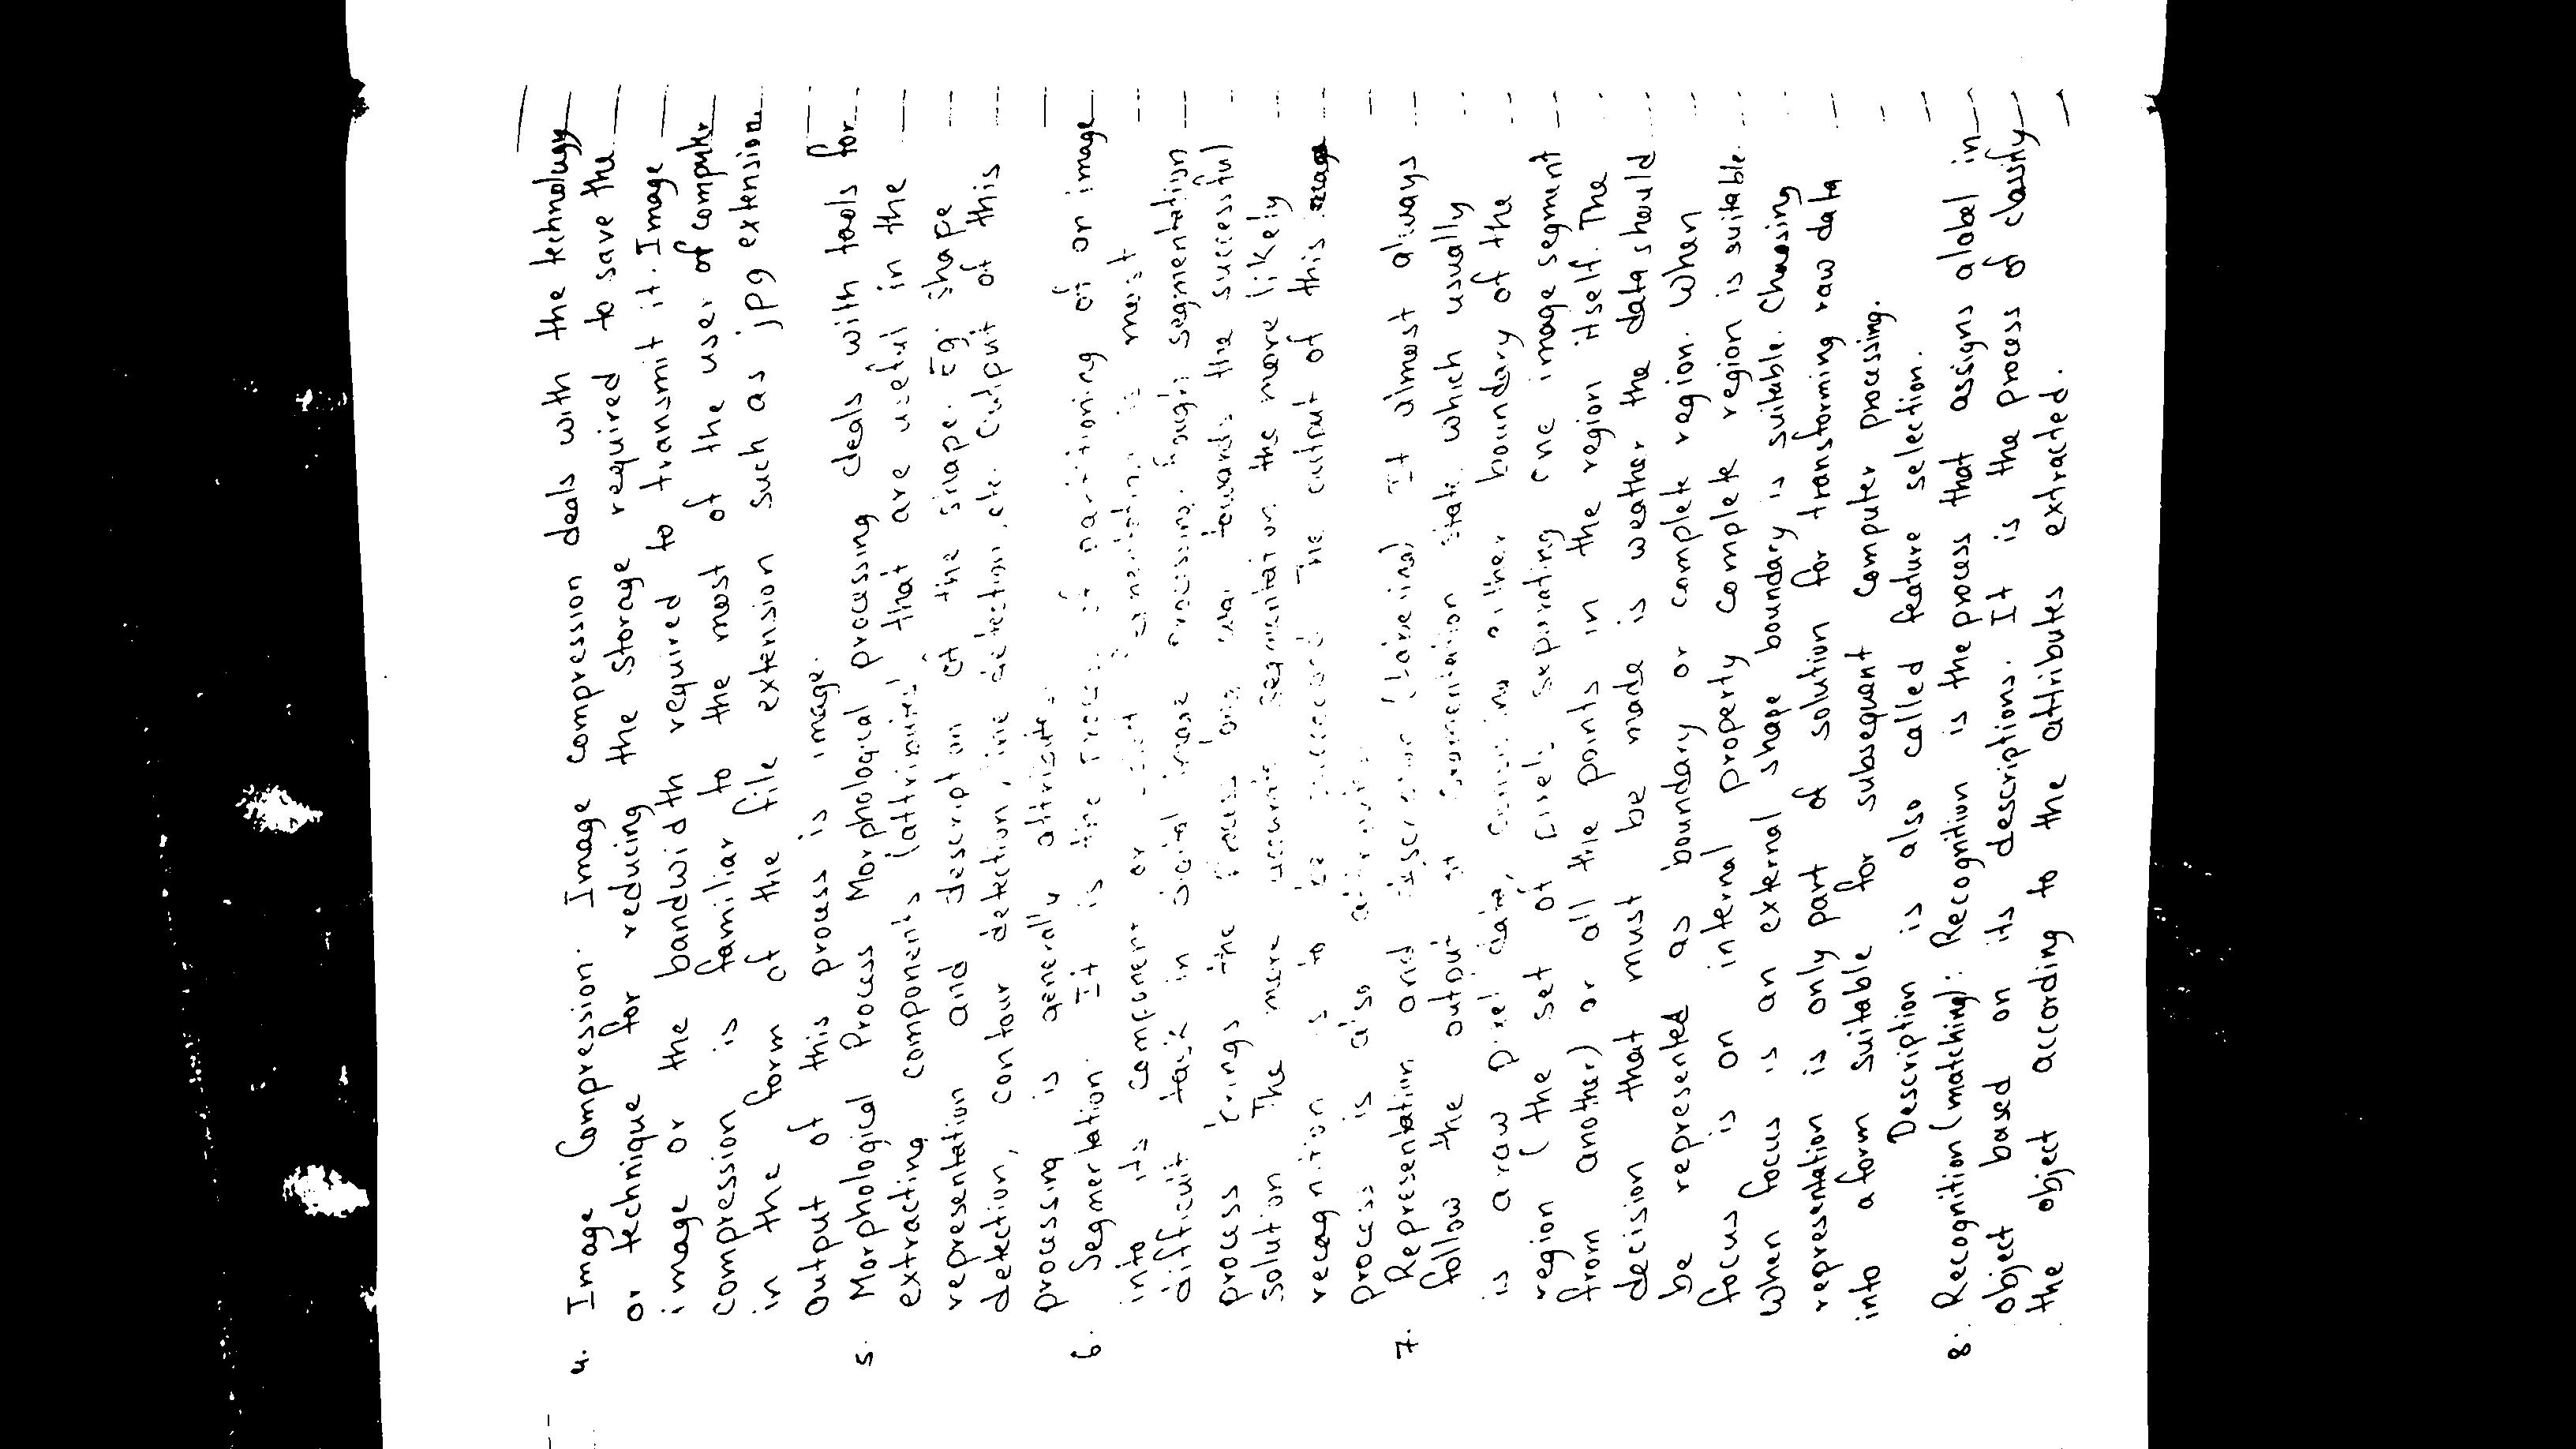 4. Image Compression. Image compression deals with the technology
or technique for reducing the storage required to save the
image or the bandwidth required to transmit it. Image
compression is familiar to the most of the user of computer
in the form of the file extension such as jpg extension
Output of this process is image.
5. Morphological Process Morphological processing deals with tools for
extracting components (attributes) that are useful in the
representation and description of the shape. Eg: shape
detection, contour detection, line detection, etc. Output of this
processing is generally attribute.
6. Segmentation: It is the process of partitioning of an image
into its component or is most
difficult task in digital image processing. Rough segmentation
process brings the process long way towards the successful
solution The more accurate segmentation the more likely
recognition is to be The output of this
process is also
7. Representation and (labeling) It almost always
follow the output of segmentation state which usually
is a raw pixel data, either boundary of the
region (the set of pixels separating one image segment
from another) or all the points in the region itself. The
decision that must be made is weather the data should
be represented as boundary or complete region. When
focus is on internal property complete region is suitable.
When focus is an external shape boundary is suitable. Choosing
representation is only part of solution for transforming raw data
into a form suitable for subsequant computer processing.
Description is also called feature selection.
8. Recognition (matching): Recognition is the process that assigns a label in
object based on its descriptions. It is the process of classify
the object according to the attributes extracted.